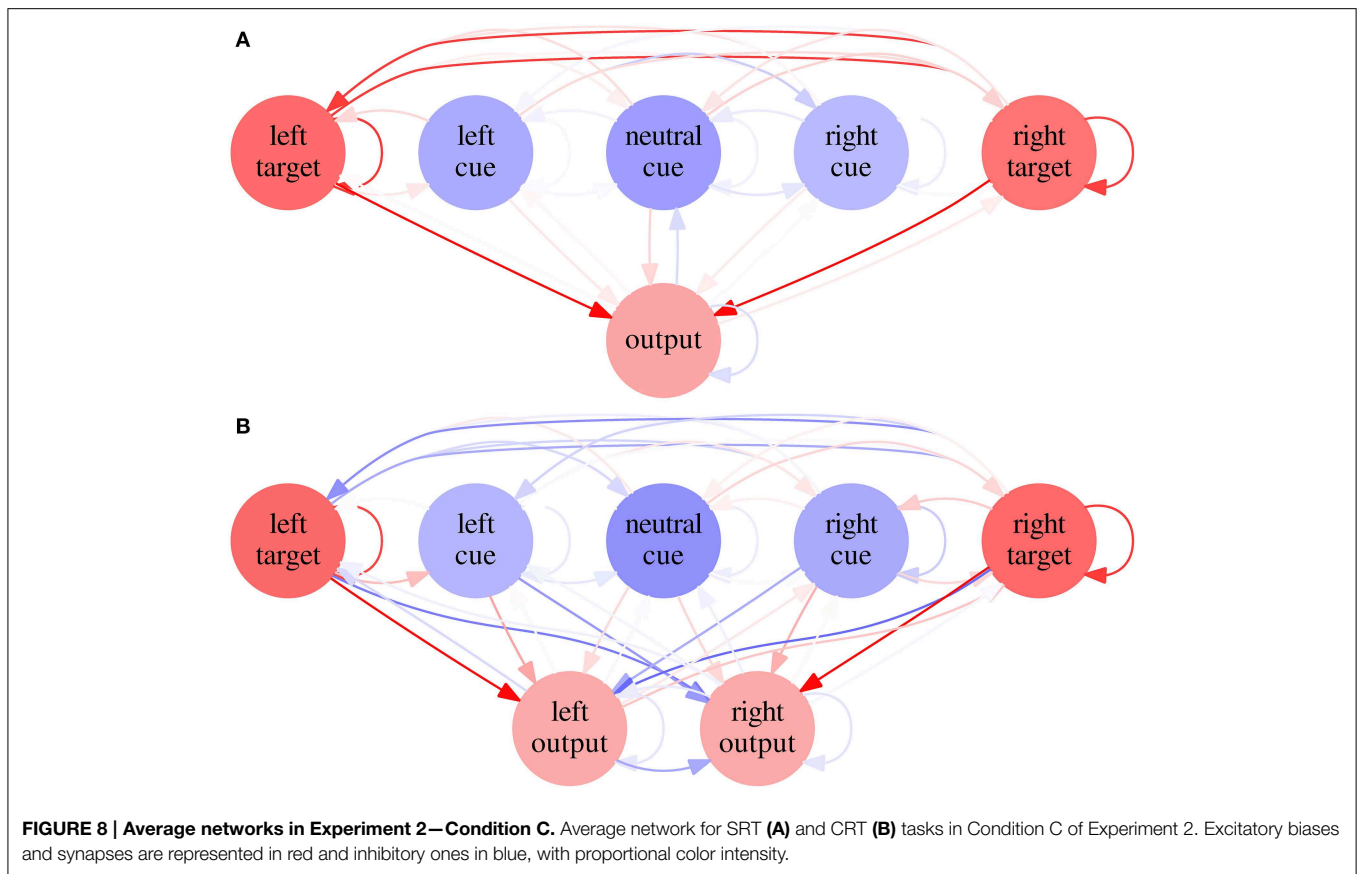 A
left target
left cue
neutral cue
right cue
right target
output
B
left target
left cue
neutral cue
right cue
right target
left output
right output
FIGURE 8 | Average networks in Experiment 2—Condition C. Average network for SRT (A) and CRT (B) tasks in Condition C of Experiment 2. Excitatory biases
and synapses are represented in red and inhibitory ones in blue, with proportional color intensity.